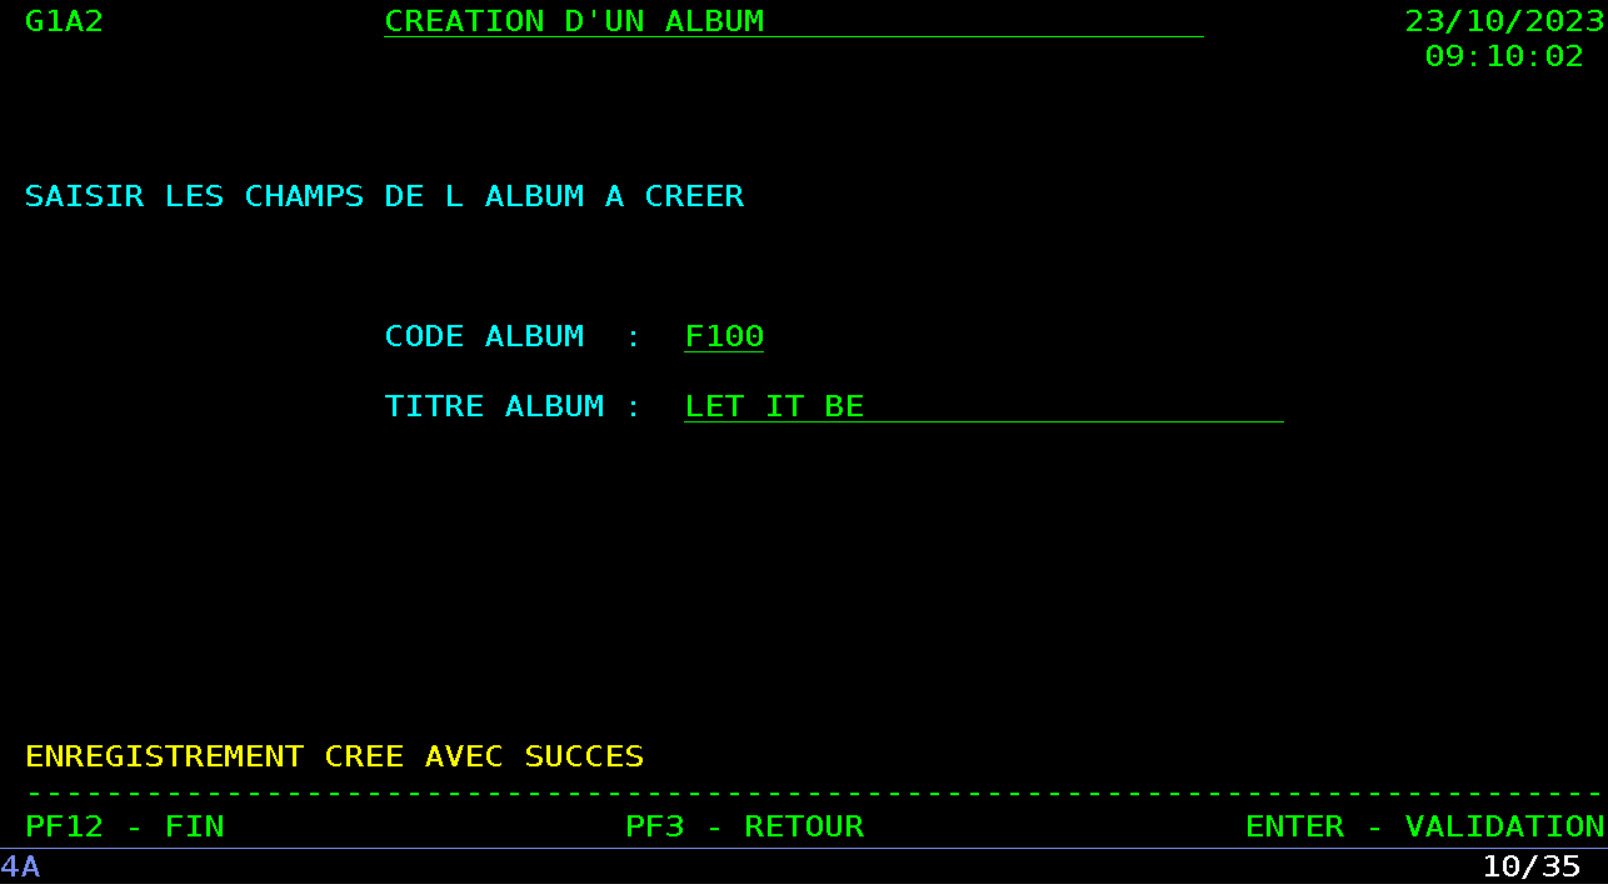 G1A2 CREATION D'UN ALBUM 23/10/2023
09:10:02
SAISIR LES CHAMPS DE L ALBUM A CREER
CODE ALBUM : F100
TITRE ALBUM : LET IT BE
ENREGISTREMENT CREE AVEC SUCCES
-------------------------------------------------------------------------------
PF12 - FIN PF3 - RETOUR ENTER - VALIDATION
4A 10/35